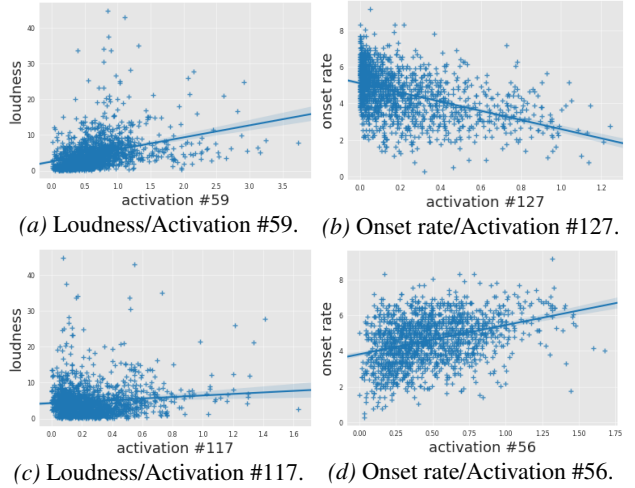 loudness
40
30
20
10
0
0.0 0.5 1.0 1.5 2.0 2.5 3.0 3.5
activation #59
(a) Loudness/Activation #59.
onset rate
8
6
4
2
0
0.0 0.2 0.4 0.6 0.8 1.0 1.2
activation #127
(b) Onset rate/Activation #127.
loudness
40
30
20
10
0
0.0 0.2 0.4 0.6 0.8 1.0 1.2 1.4 1.6
activation #117
(c) Loudness/Activation #117.
onset rate
8
6
4
2
0
0.00 0.25 0.50 0.75 1.00 1.25 1.50 1.75
activation #56
(d) Onset rate/Activation #56.